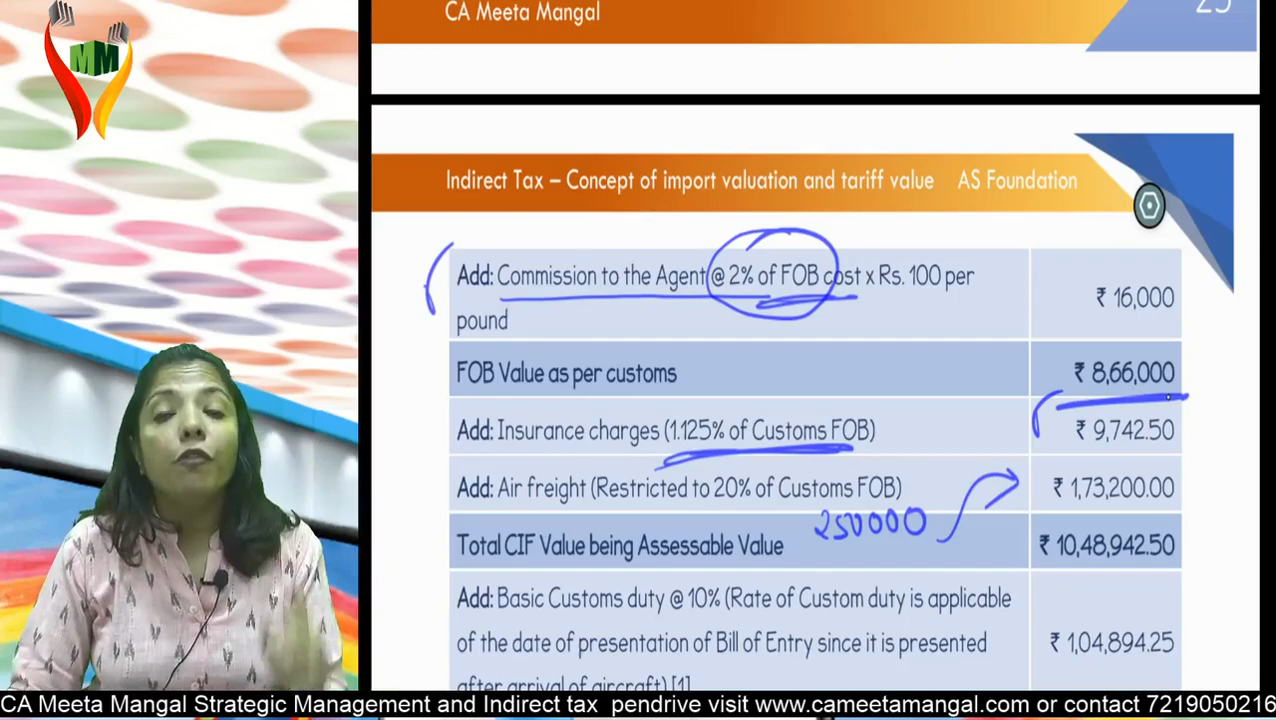 CA Meeta Mangal
25
MM
Indirect Tax – Concept of import valuation and tariff value AS Foundation
Add: Commission to the Agent @ 2% of FOB cost x Rs. 100 per
pound
₹ 16,000
FOB Value as per customs
₹ 8,66,000
Add: Insurance charges (1.125% of Customs FOB)
₹ 9,742.50
Add: Air freight (Restricted to 20% of Customs FOB)
₹ 1,73,200.00
250000
Total CIF Value being Assessable Value
₹ 10,48,942.50
Add: Basic Customs duty @ 10% (Rate of Custom duty is applicable
of the date of presentation of Bill of Entry since it is presented
after arrival of aircraft) [1]
₹ 1,04,894.25
CA Meeta Mangal Strategic Management and Indirect tax pendrive visit www.cameetamangal.com or contact 7219050216